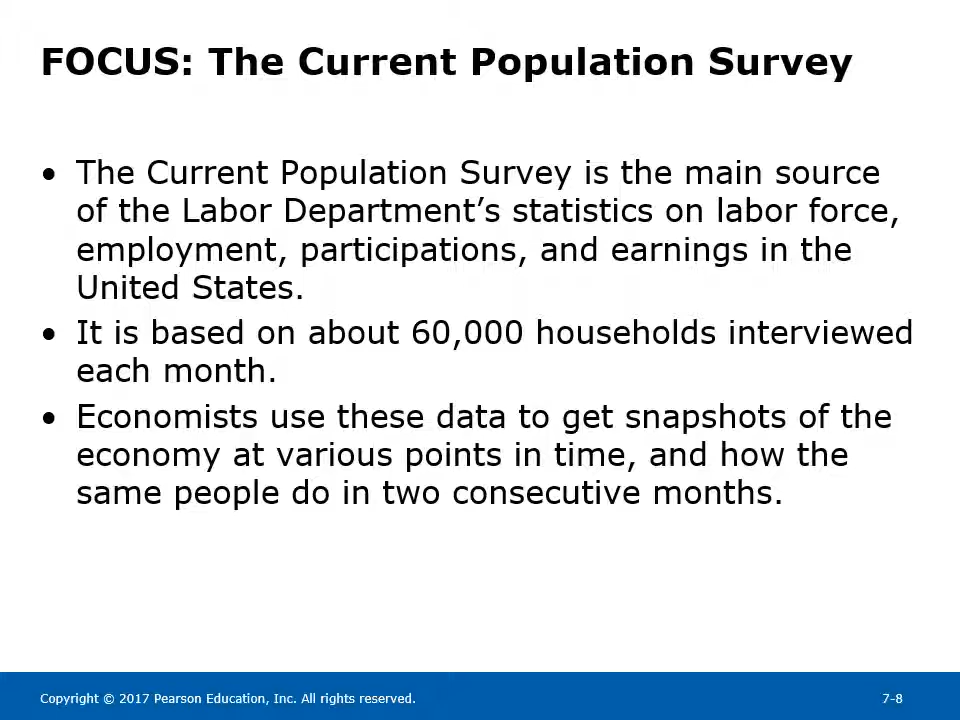 FOCUS: The Current Population Survey
• The Current Population Survey is the main source
of the Labor Department’s statistics on labor force,
employment, participations, and earnings in the
United States.
• It is based on about 60,000 households interviewed
each month.
• Economists use these data to get snapshots of the
economy at various points in time, and how the
same people do in two consecutive months.
Copyright © 2017 Pearson Education, Inc. All rights reserved.
7-8